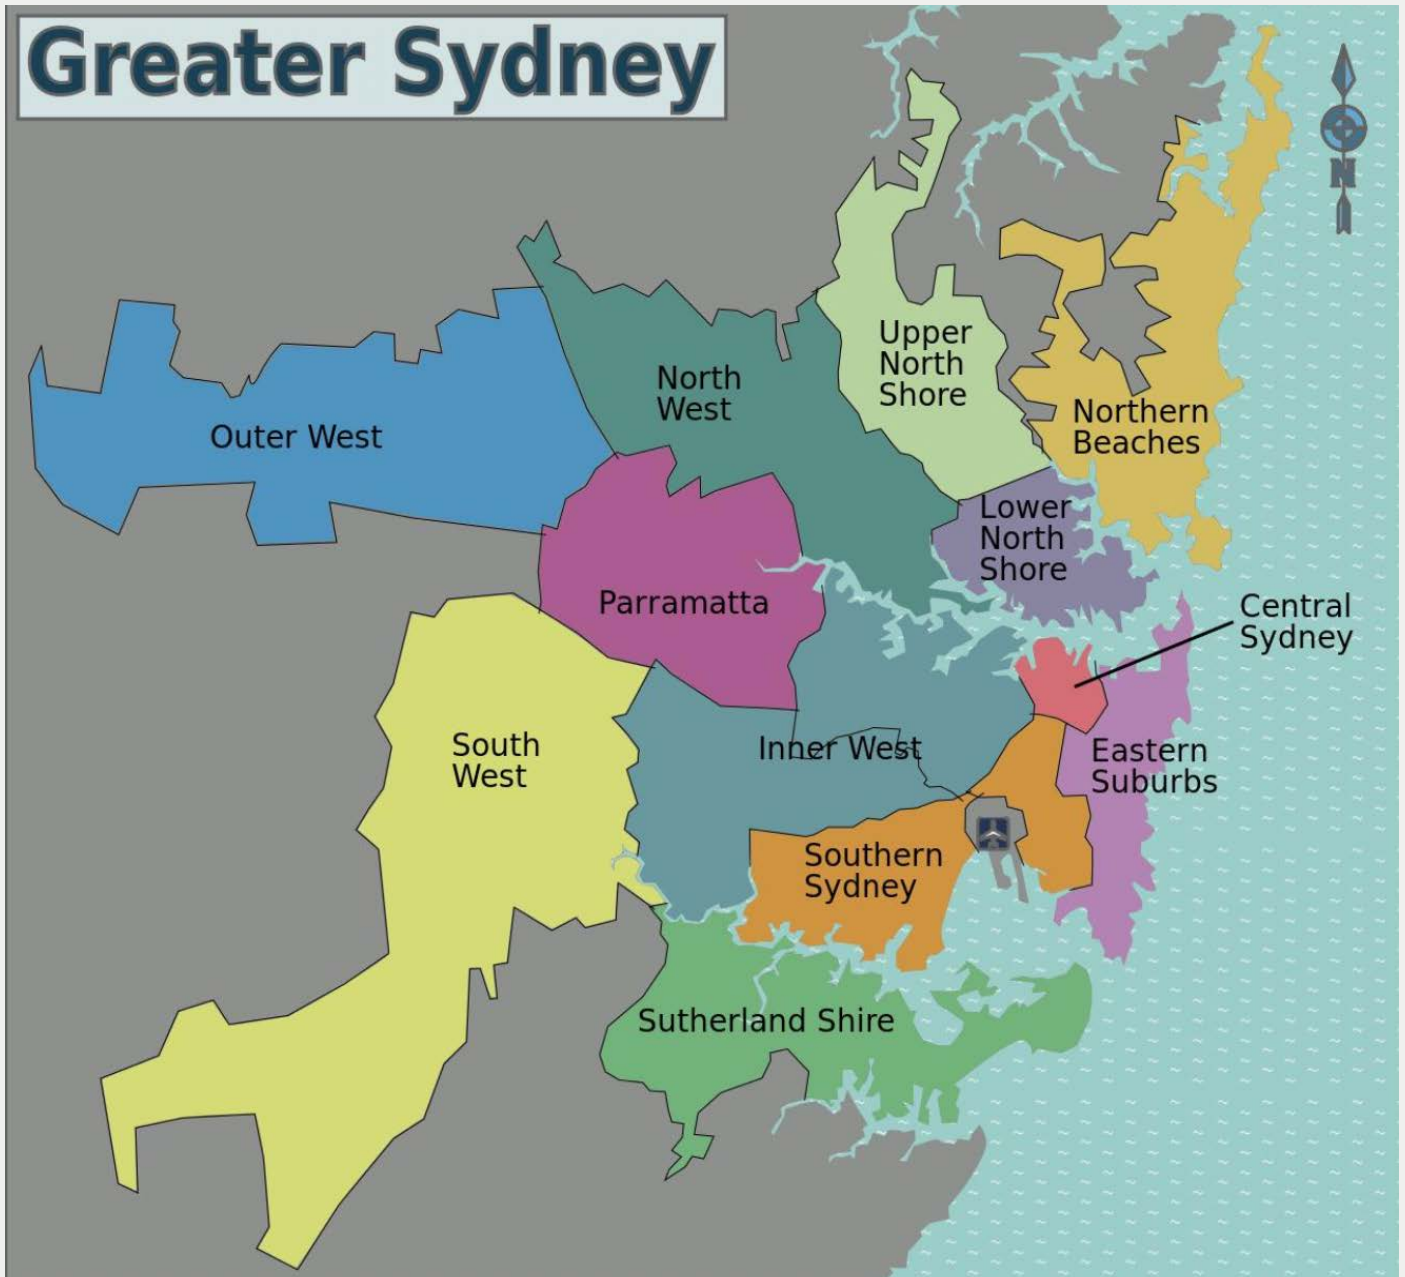 Greater Sydney
N
Upper
North
Shore
North
West
Outer West
Northern
Beaches
Lower
North
Shore
Parramatta
Central
Sydney
South
West
Inner West
Eastern
Suburbs
Southern
Sydney
Sutherland Shire